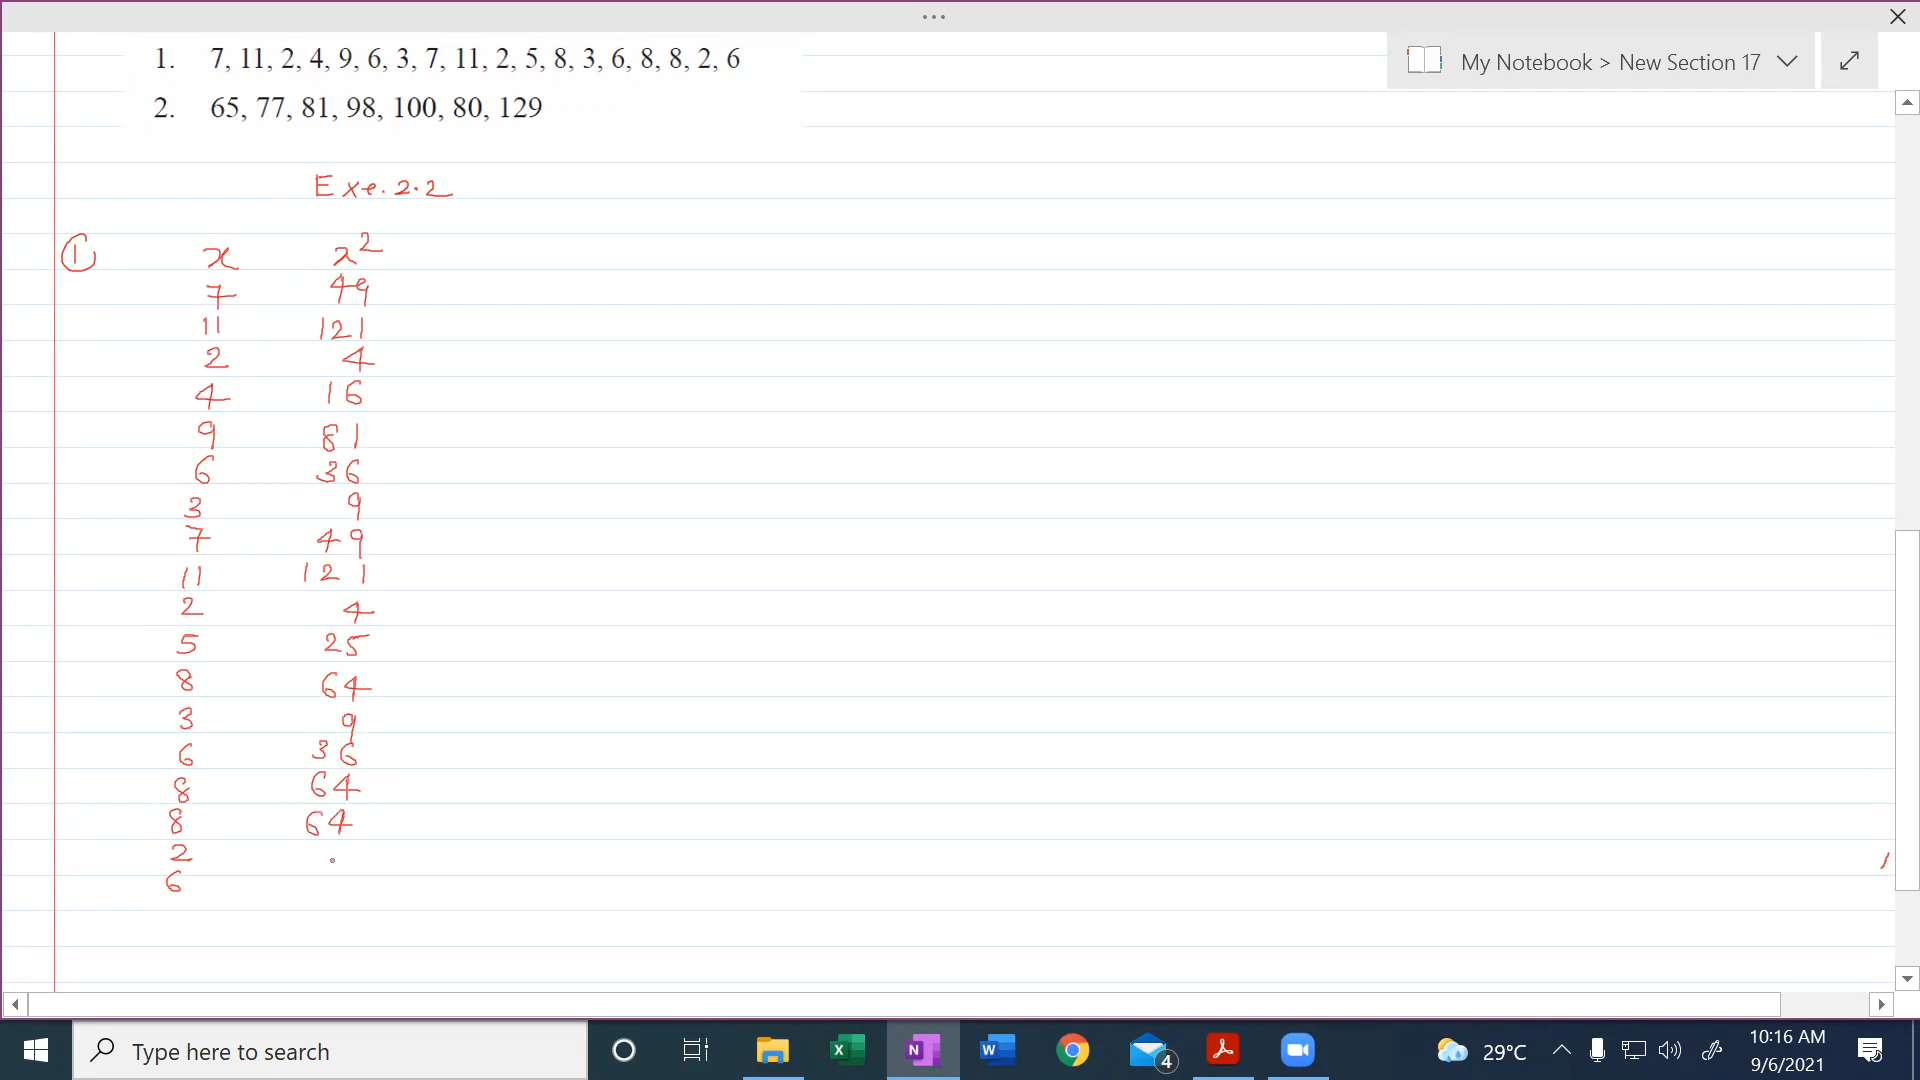 1. 7, 11, 2, 4, 9, 6, 3, 7, 11, 2, 5, 8, 3, 6, 8, 8, 2, 6
My Notebook > New Section 17
2. 65, 77, 81, 98, 100, 80, 129
Exe. 2.2
① x x²
7 49
11 121
2 4
4 16
9 81
6 36
3 9
7 49
11 121
2 4
5 25
8 64
3 9
6 36
8 64
8 64
2
6
Type here to search
4
29°C
10:16 AM
9/6/2021